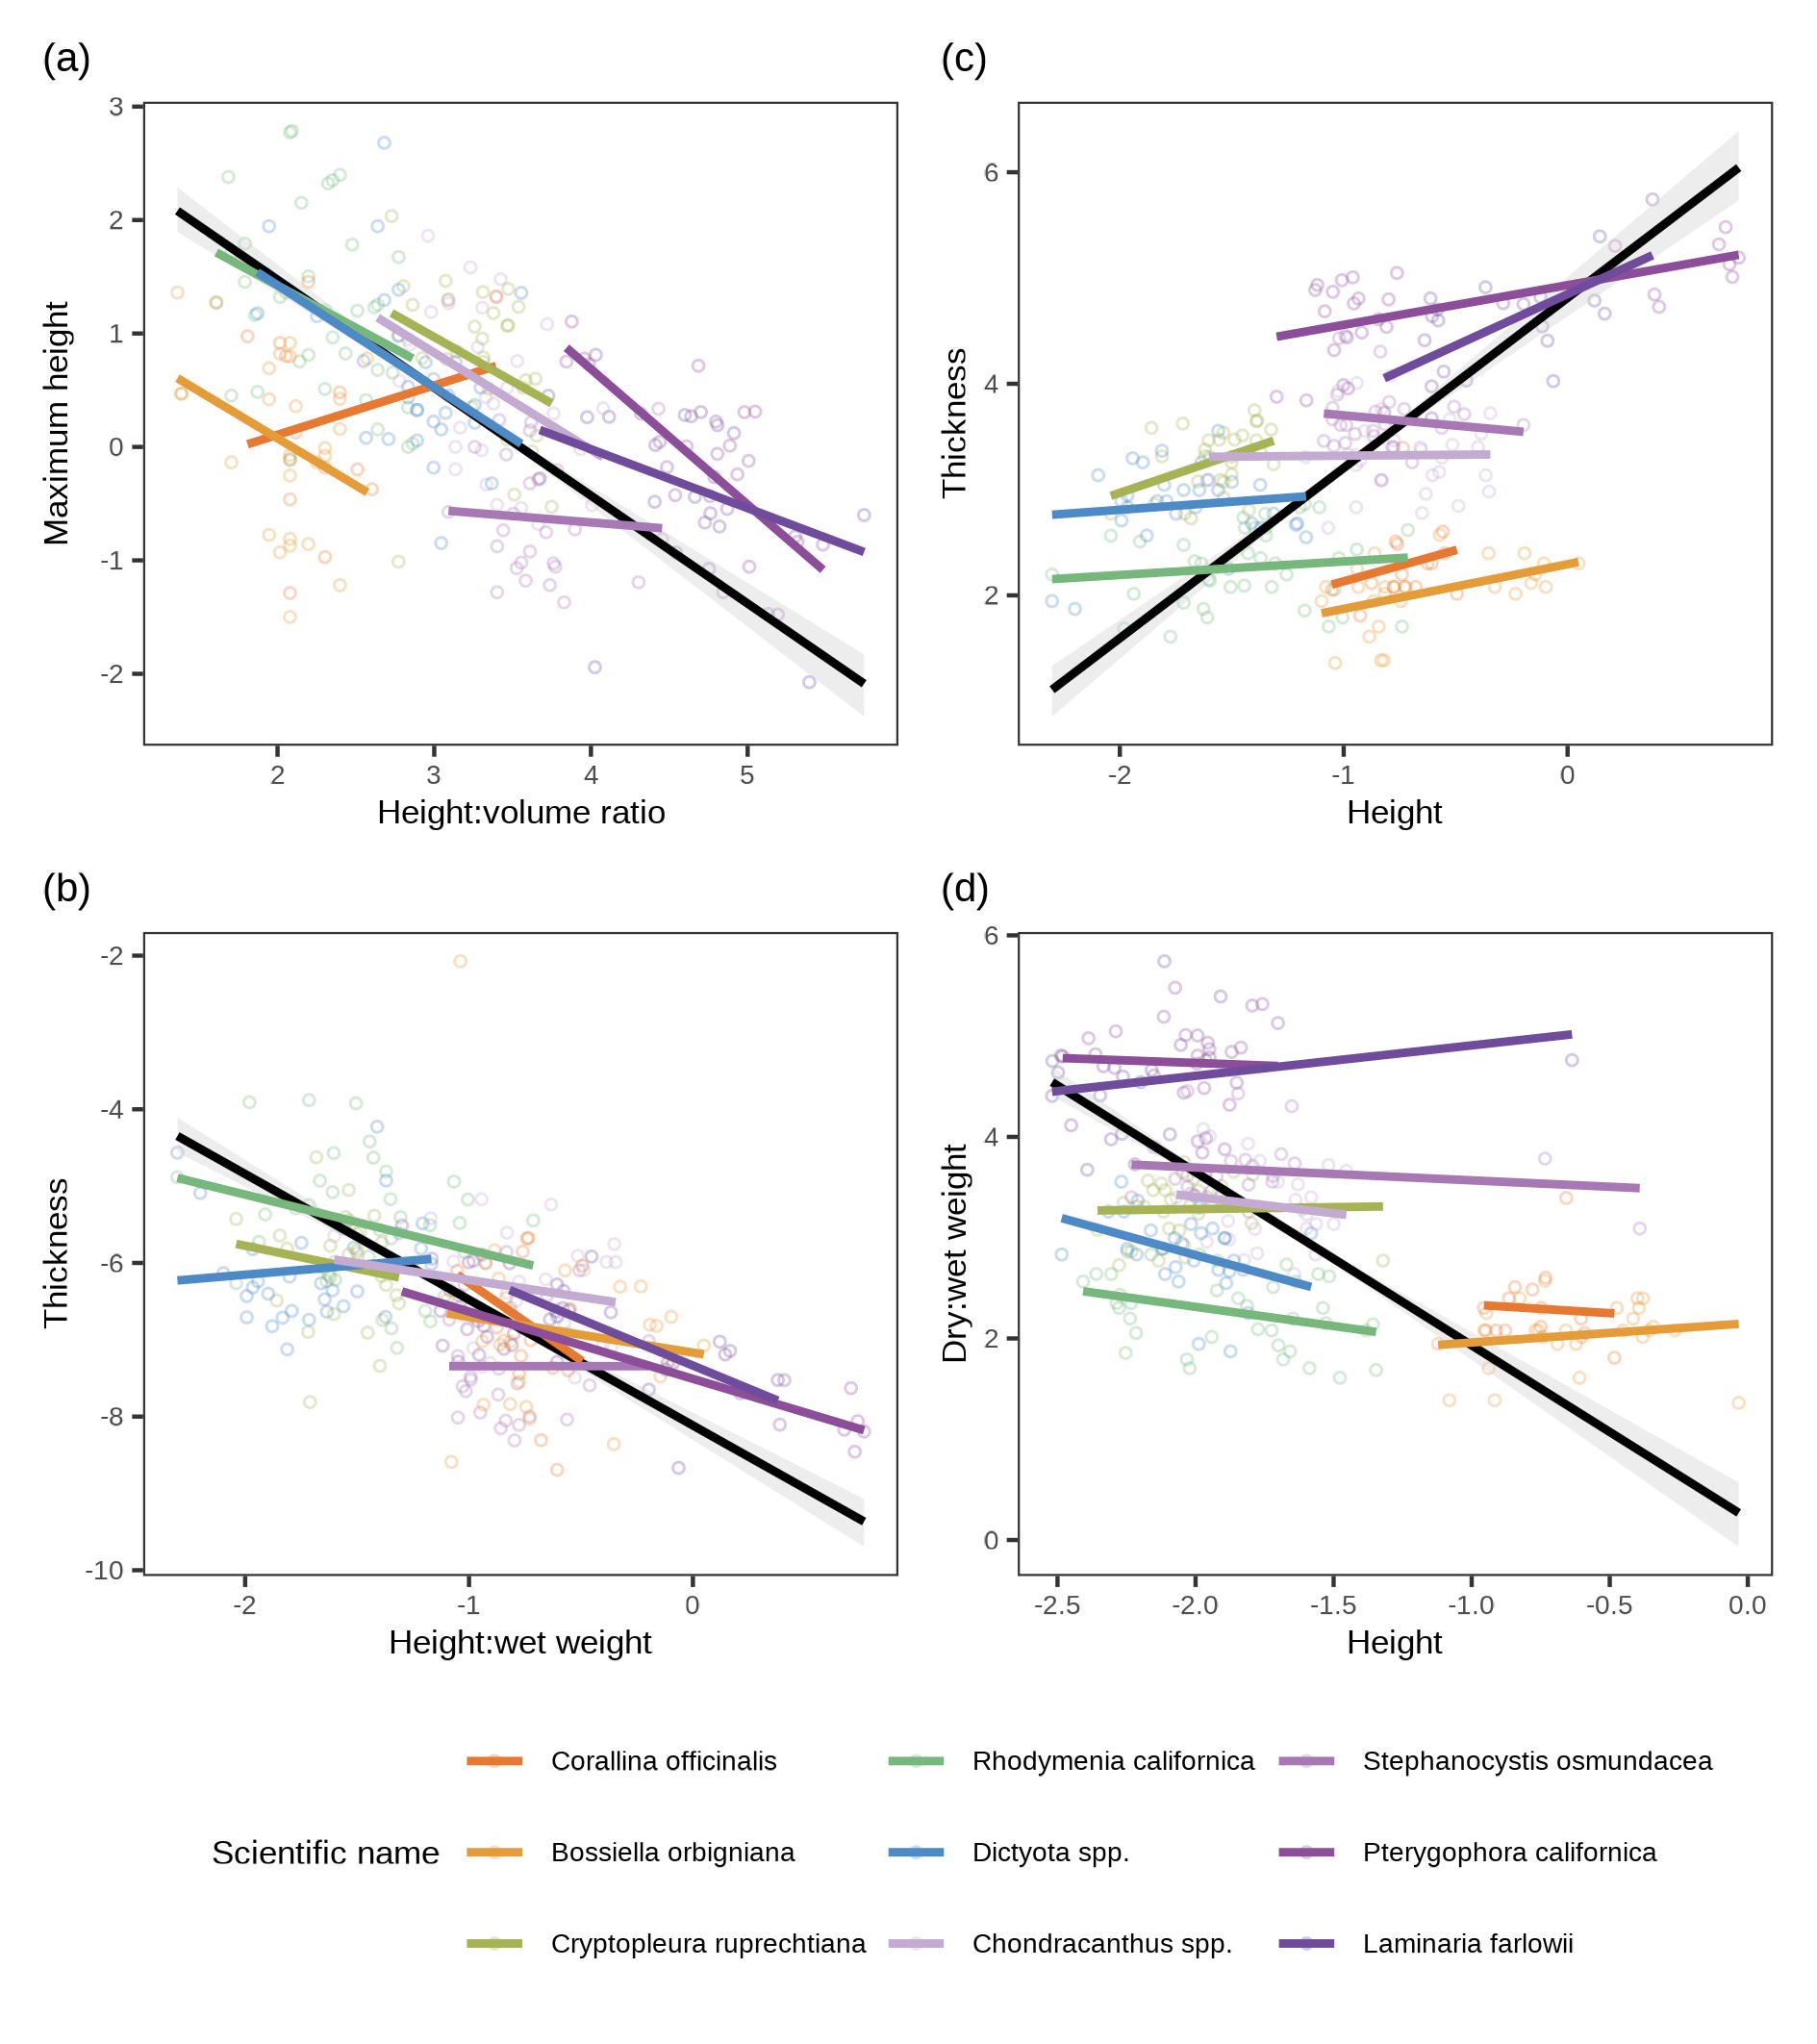 (a)
3
2
1
0
-1
-2
Maximum height
2 3 4 5
Height:volume ratio
(c)
6
4
2
Thickness
-2 -1 0
Height
(b)
-2
-4
-6
-8
-10
Thickness
-2 -1 0
Height:wet weight
(d)
6
4
2
0
Dry:wet weight
-2.5 -2.0 -1.5 -1.0 -0.5 0.0
Height
Scientific name
Corallina officinalis
Bossiella orbigniana
Cryptopleura ruprechtiana
Rhodymenia californica
Dictyota spp.
Chondracanthus spp.
Stephanocystis osmundacea
Pterygophora californica
Laminaria farlowii